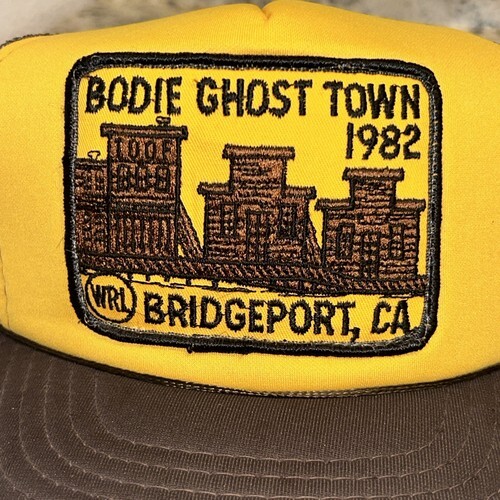 BODIE GHOST TOWN
1982
IOOF
WRL
BRIDGEPORT, CA